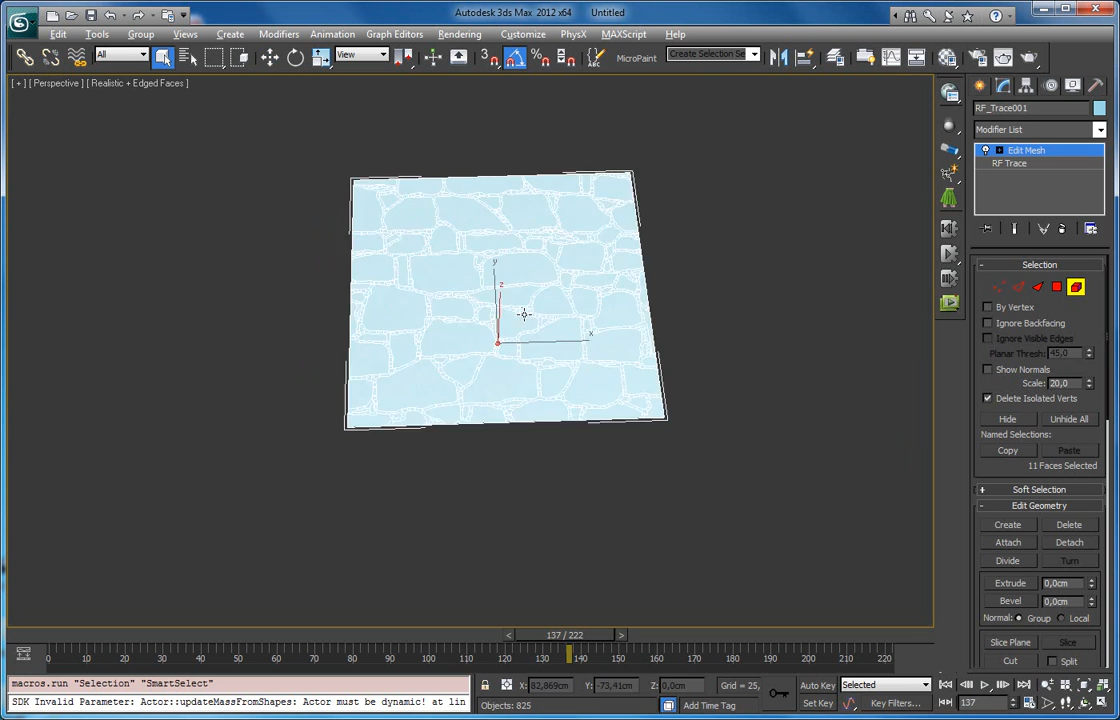 Autodesk 3ds Max 2012 x64 Untitled
Edit Tools Group Views Create Modifiers Animation Graph Editors Rendering Customize PhysX MAXScript Help
All View 3 MicroPaint Create Selection Se
[ + ] [ Perspective ] [ Realistic + Edged Faces ]
RF_Trace001
Modifier List
Edit Mesh
RF Trace
y
z
x
- Selection
By Vertex
Ignore Backfacing
Ignore Visible Edges
Planar Thresh: 45,0
Show Normals
Scale: 20,0
Delete Isolated Verts
Hide Unhide All
Named Selections:
Copy Paste
11 Faces Selected
+ Soft Selection
- Edit Geometry
Create Delete
Attach Detach
Divide Turn
Extrude 0,0cm
Bevel 0,0cm
Normal: Group Local
Slice Plane Slice
Cut Split
< 137 / 222 >
0 10 20 30 40 50 60 70 80 90 100 110 120 130 140 150 160 170 180 190 200 210 220
macros.run "Selection" "SmartSelect"
SDK Invalid Parameter: Actor::updateMassFromShapes: Actor must be dynamic! at lin
X: 82,869cm Y: -73,41cm Z: 0,0cm Grid = 25,
Objects: 825 Add Time Tag
Auto Key Selected
Set Key Key Filters... 137